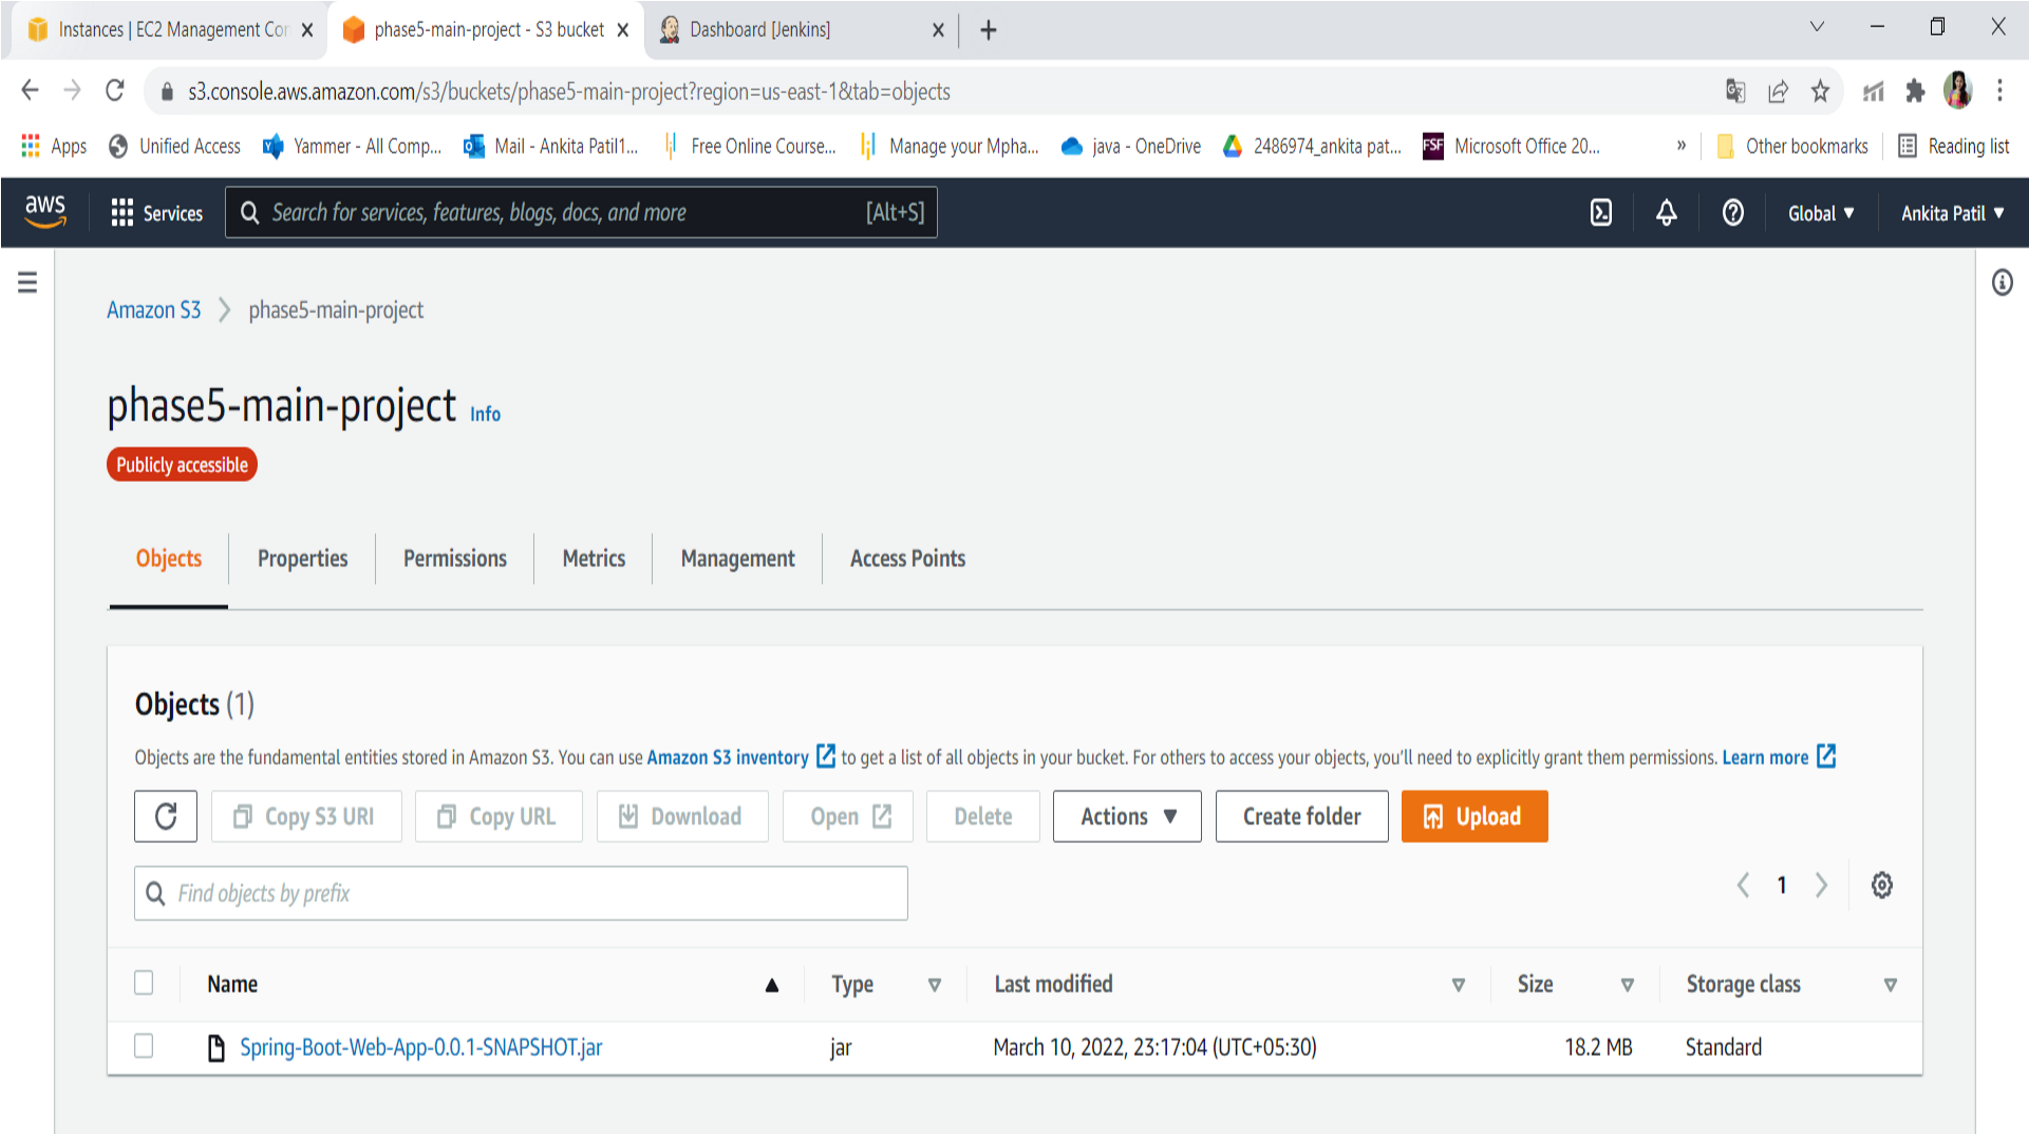 Instances | EC2 Management Con
phase5-main-project - S3 bucket
Dashboard [Jenkins]
s3.console.aws.amazon.com/s3/buckets/phase5-main-project?region=us-east-1&tab=objects
Apps Unified Access Yammer - All Comp... Mail - Ankita Patil1... Free Online Course... Manage your Mpha... java - OneDrive 2486974_ankita pat... FSF Microsoft Office 20... » Other bookmarks Reading list
aws Services Search for services, features, blogs, docs, and more [Alt+S] Global Ankita Patil
Amazon S3 phase5-main-project
phase5-main-project Info
Publicly accessible
Objects Properties Permissions Metrics Management Access Points
Objects (1)
Objects are the fundamental entities stored in Amazon S3. You can use Amazon S3 inventory to get a list of all objects in your bucket. For others to access your objects, you'll need to explicitly grant them permissions. Learn more
Copy S3 URI Copy URL Download Open Delete Actions Create folder Upload
Find objects by prefix 1
Name Type Last modified Size Storage class
Spring-Boot-Web-App-0.0.1-SNAPSHOT.jar jar March 10, 2022, 23:17:04 (UTC+05:30) 18.2 MB Standard